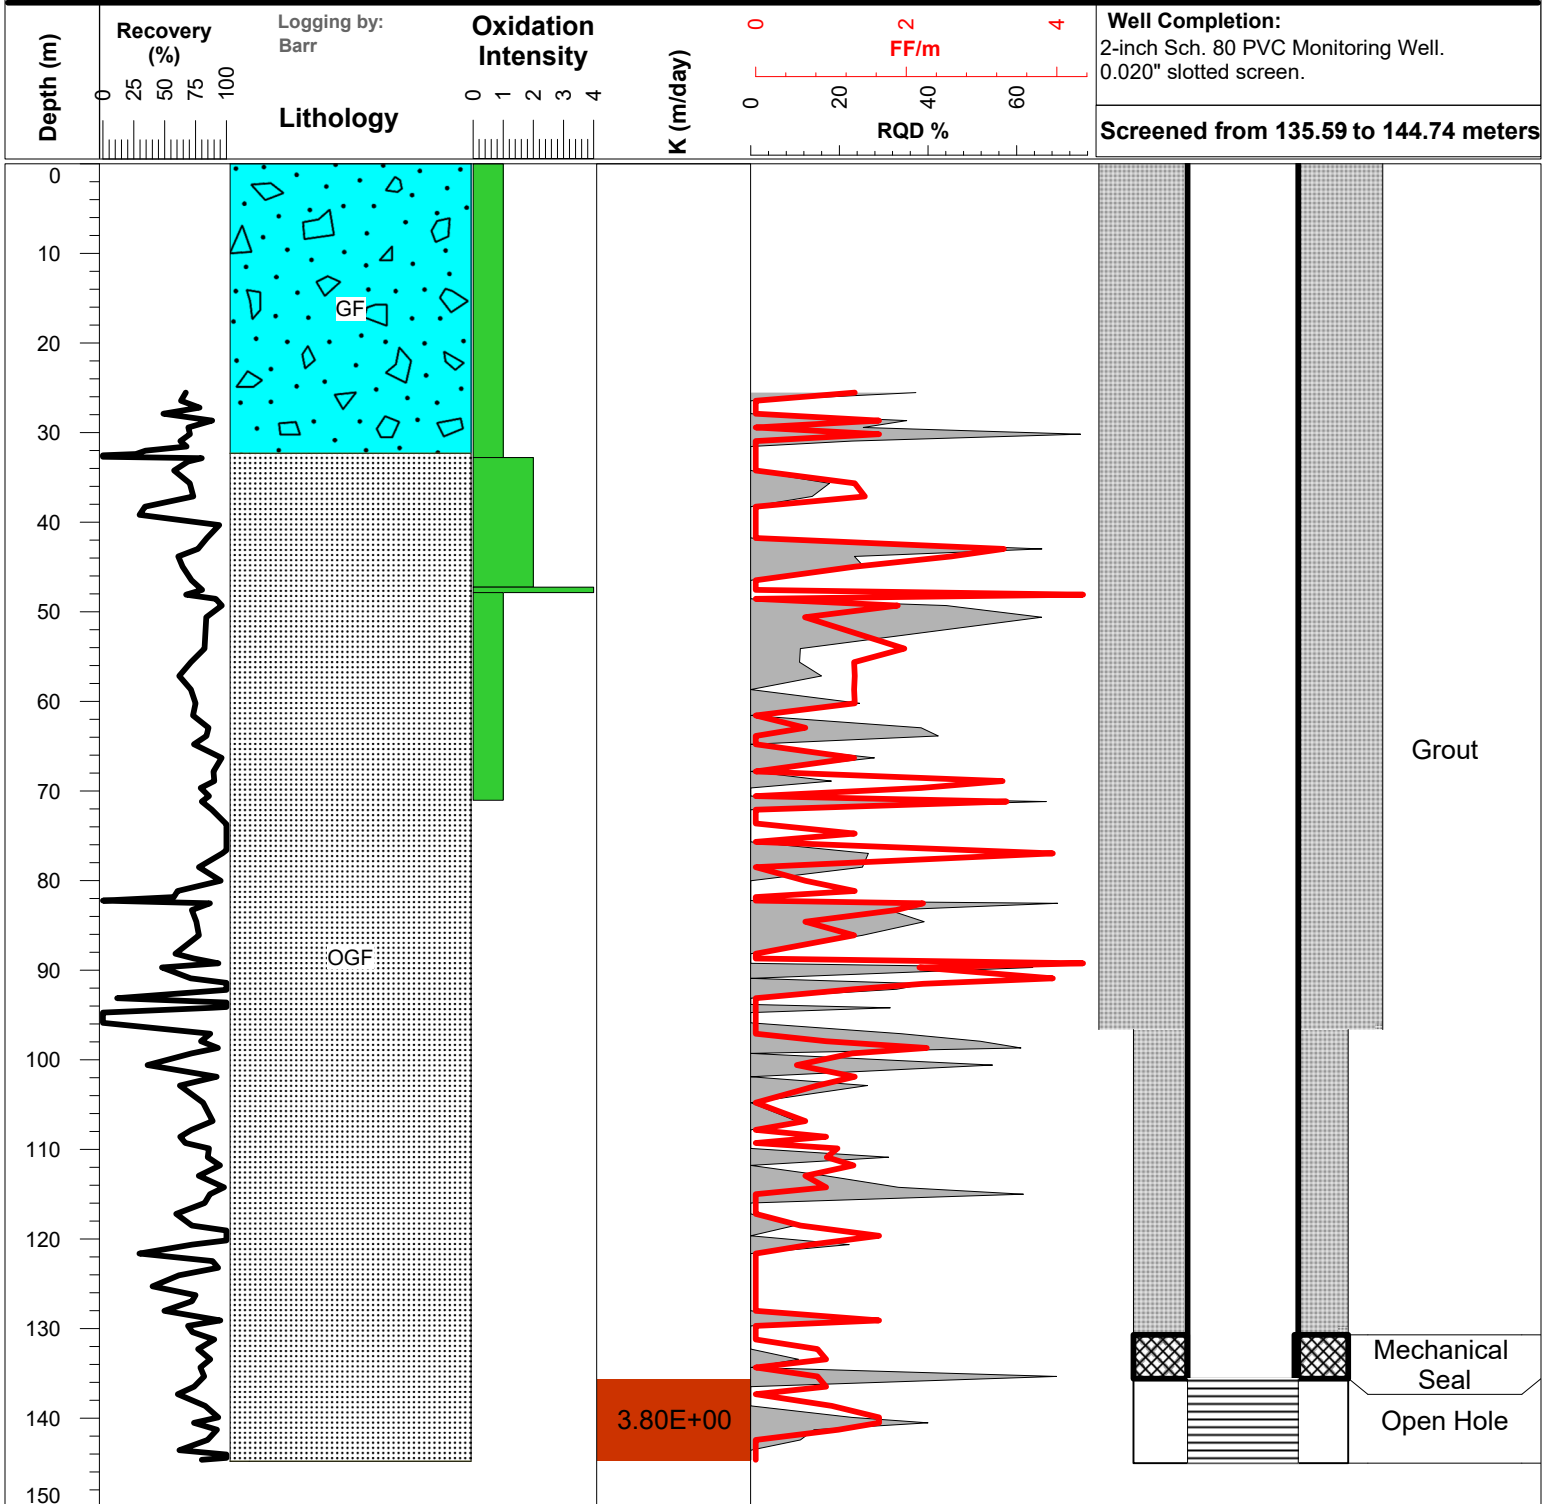 Depth (m)
Recovery
(%)
0 25 50 75 100
Logging by:
Barr
Lithology
Oxidation
Intensity
0 1 2 3 4
K (m/day)
0 2 4
FF/m
0 20 40 60
RQD %
Well Completion:
2-inch Sch. 80 PVC Monitoring Well.
0.020" slotted screen.
Screened from 135.59 to 144.74 meters
0
10
GF
20
30
40
50
60
Grout
70
80
OGF
90
100
110
120
130
Mechanical
Seal
140
3.80E+00
Open Hole
150